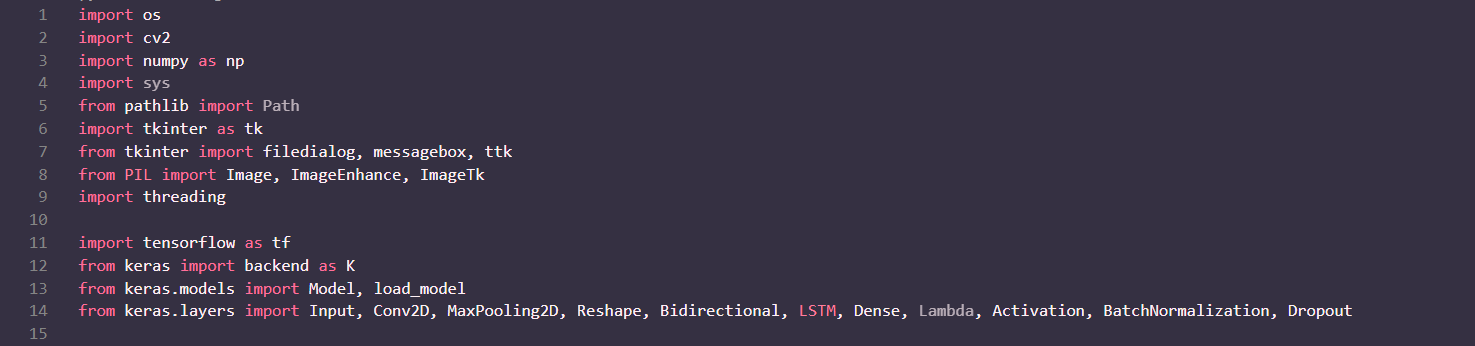 1 import os
2 import cv2
3 import numpy as np
4 import sys
5 from pathlib import Path
6 import tkinter as tk
7 from tkinter import filedialog, messagebox, ttk
8 from PIL import Image, ImageEnhance, ImageTk
9 import threading
10
11 import tensorflow as tf
12 from keras import backend as K
13 from keras.models import Model, load_model
14 from keras.layers import Input, Conv2D, MaxPooling2D, Reshape, Bidirectional, LSTM, Dense, Lambda, Activation, BatchNormalization, Dropout
15